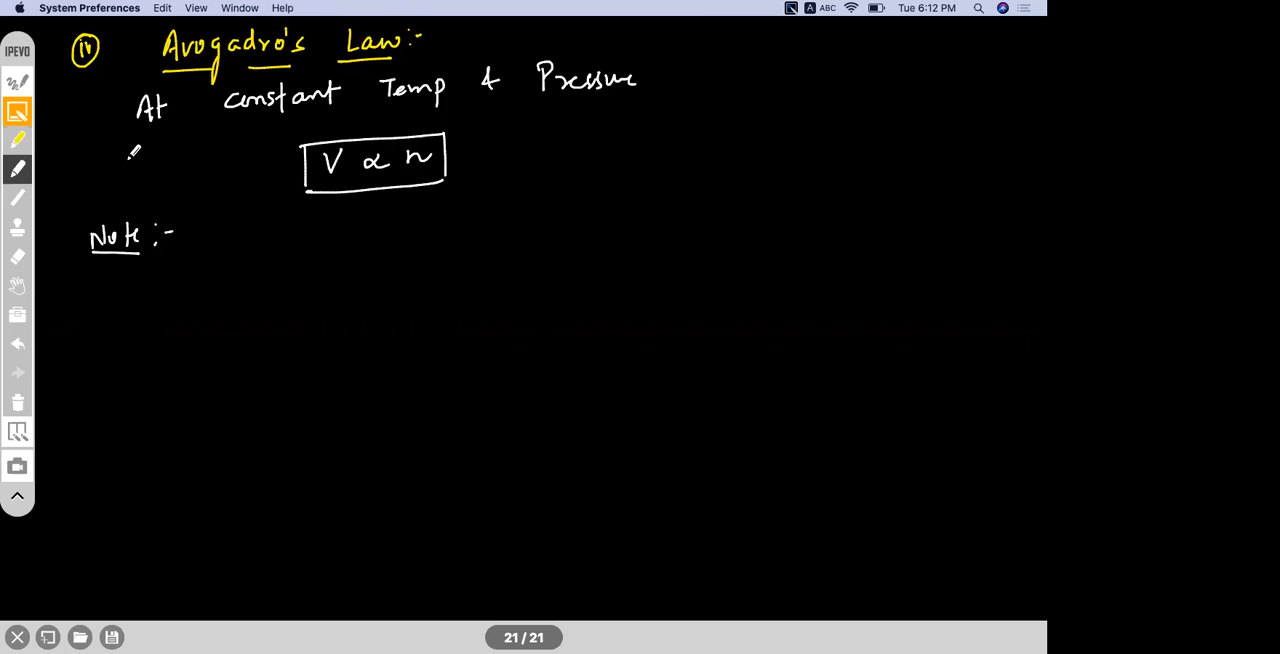 System Preferences Edit View Window Help
A ABC Tue 6:12 PM
IPEVO
(iv) Avogadro's Law :-
At constant Temp & Pressure
V ∝ n
Note :-
21 / 21